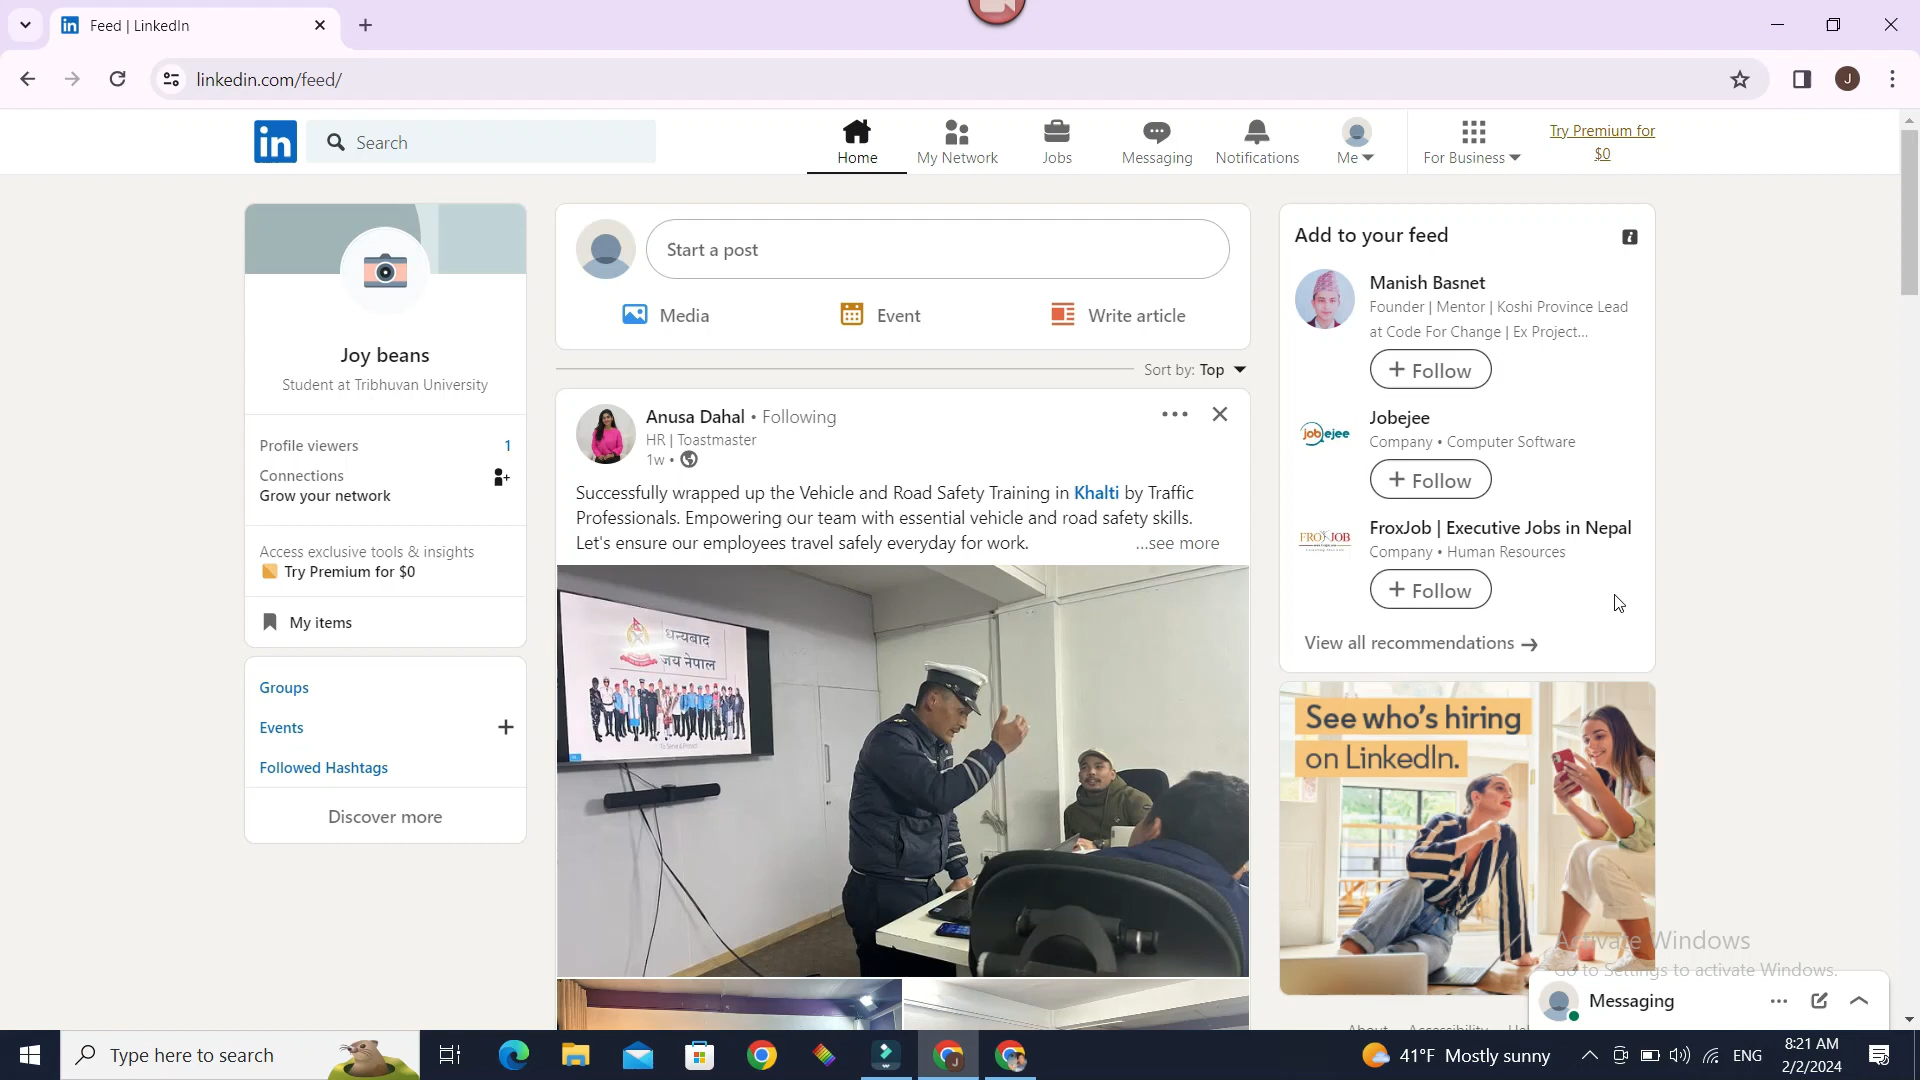 Feed | LinkedIn
linkedin.com/feed/
J
in
Search
Home
My Network
Jobs
Messaging
Notifications
Me
For Business
Try Premium for
$0
Joy beans
Student at Tribhuvan University
Profile viewers 1
Connections
Grow your network
Access exclusive tools & insights
Try Premium for $0
My items
Groups
Events
Followed Hashtags
Discover more
Start a post
Media
Event
Write article
Sort by: Top
Anusa Dahal • Following
HR | Toastmaster
1w •
Successfully wrapped up the Vehicle and Road Safety Training in Khalti by Traffic
Professionals. Empowering our team with essential vehicle and road safety skills.
Let's ensure our employees travel safely everyday for work. ...see more
धन्यबाद
जय नेपाल
To Serve & Protect
Add to your feed
Manish Basnet
Founder | Mentor | Koshi Province Lead
at Code For Change | Ex Project...
+ Follow
jobejee
Jobejee
Company • Computer Software
+ Follow
FROXJOB
FroxJob | Executive Jobs in Nepal
Company • Human Resources
+ Follow
View all recommendations →
See who's hiring
on LinkedIn.
Activate Windows
Go to Settings to activate Windows.
Messaging
Type here to search
J
41°F Mostly sunny
ENG
8:21 AM
2/2/2024